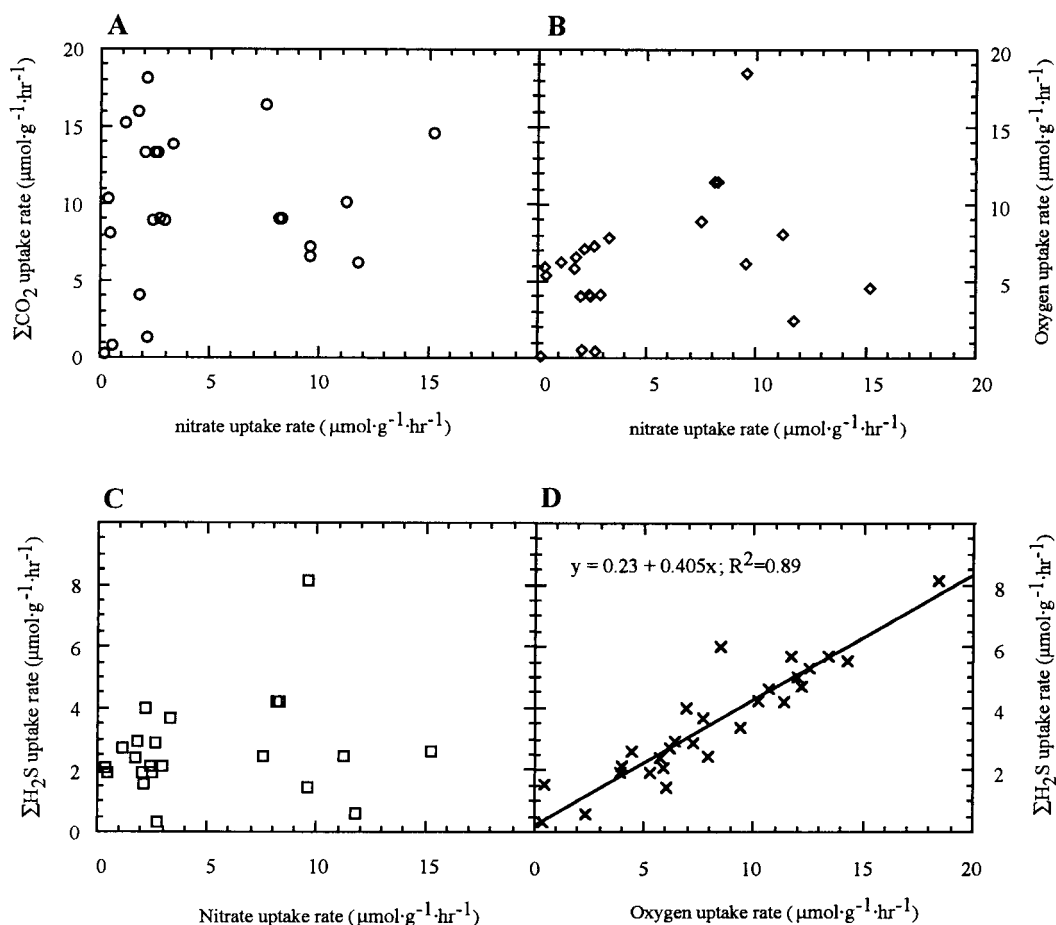 A
B
20
15
10
5
0
ΣCO₂ uptake rate (μmol·g⁻¹·hr⁻¹)
0 5 10 15
nitrate uptake rate ( μmol·g⁻¹·hr⁻¹)
20
15
10
5
Oxygen uptake rate (μmol·g⁻¹·hr⁻¹)
0 5 10 15 20
nitrate uptake rate ( μmol·g⁻¹·hr⁻¹)
C
D
8
6
4
2
0
ΣH₂S uptake rate (μmol·g⁻¹·hr⁻¹)
0 5 10 15
Nitrate uptake rate (μmol·g⁻¹·hr⁻¹)
y = 0.23 + 0.405x; R²=0.89
8
6
4
2
ΣH₂S uptake rate (μmol·g⁻¹·hr⁻¹)
0 5 10 15 20
Oxygen uptake rate (μmol·g⁻¹·hr⁻¹)